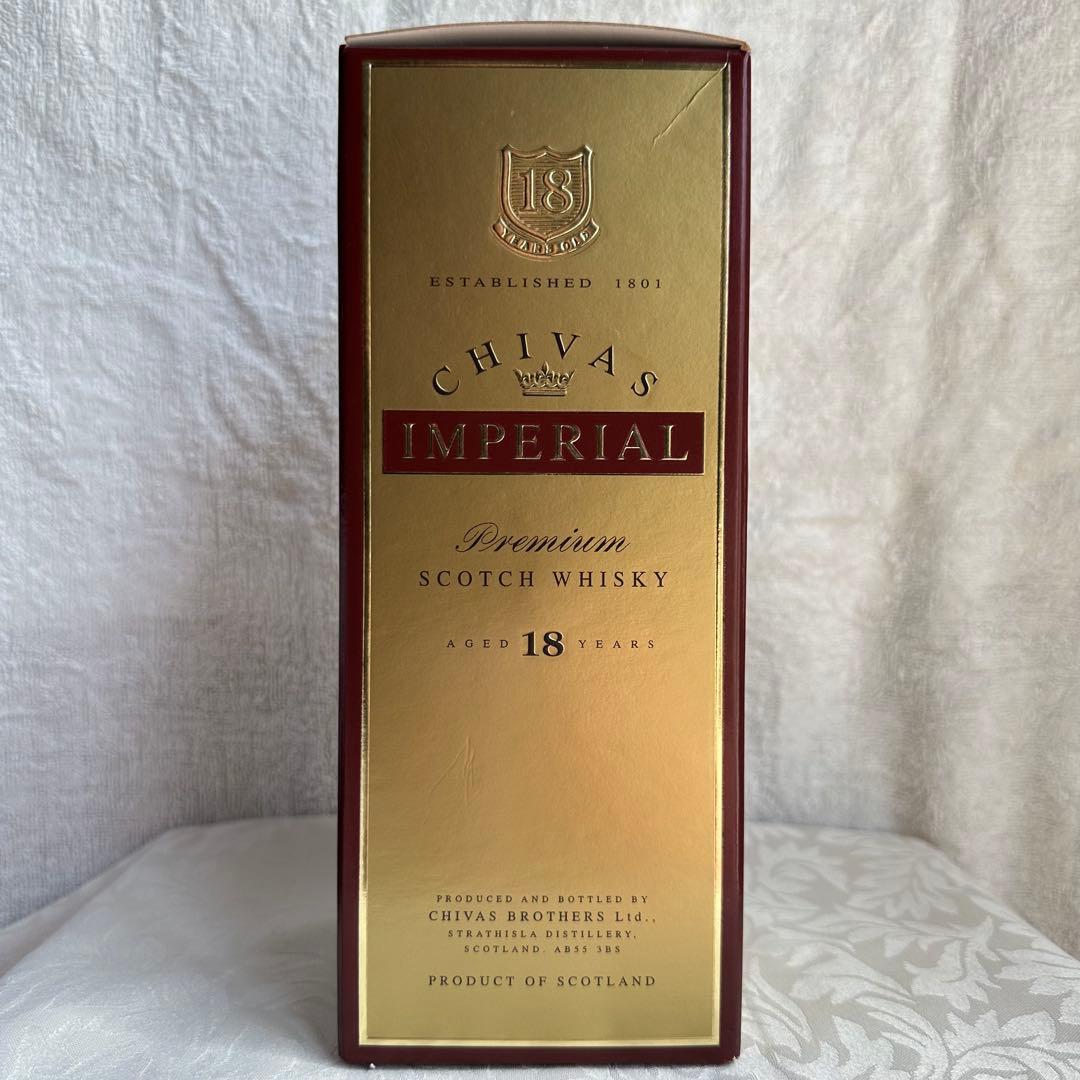 18
YEARS OLD
ESTABLISHED 1801
CHIVAS
IMPERIAL
Premium
SCOTCH WHISKY
AGED 18 YEARS
PRODUCED AND BOTTLED BY
CHIVAS BROTHERS Ltd.,
STRATHISLA DISTILLERY,
SCOTLAND. AB55 3BS
PRODUCT OF SCOTLAND